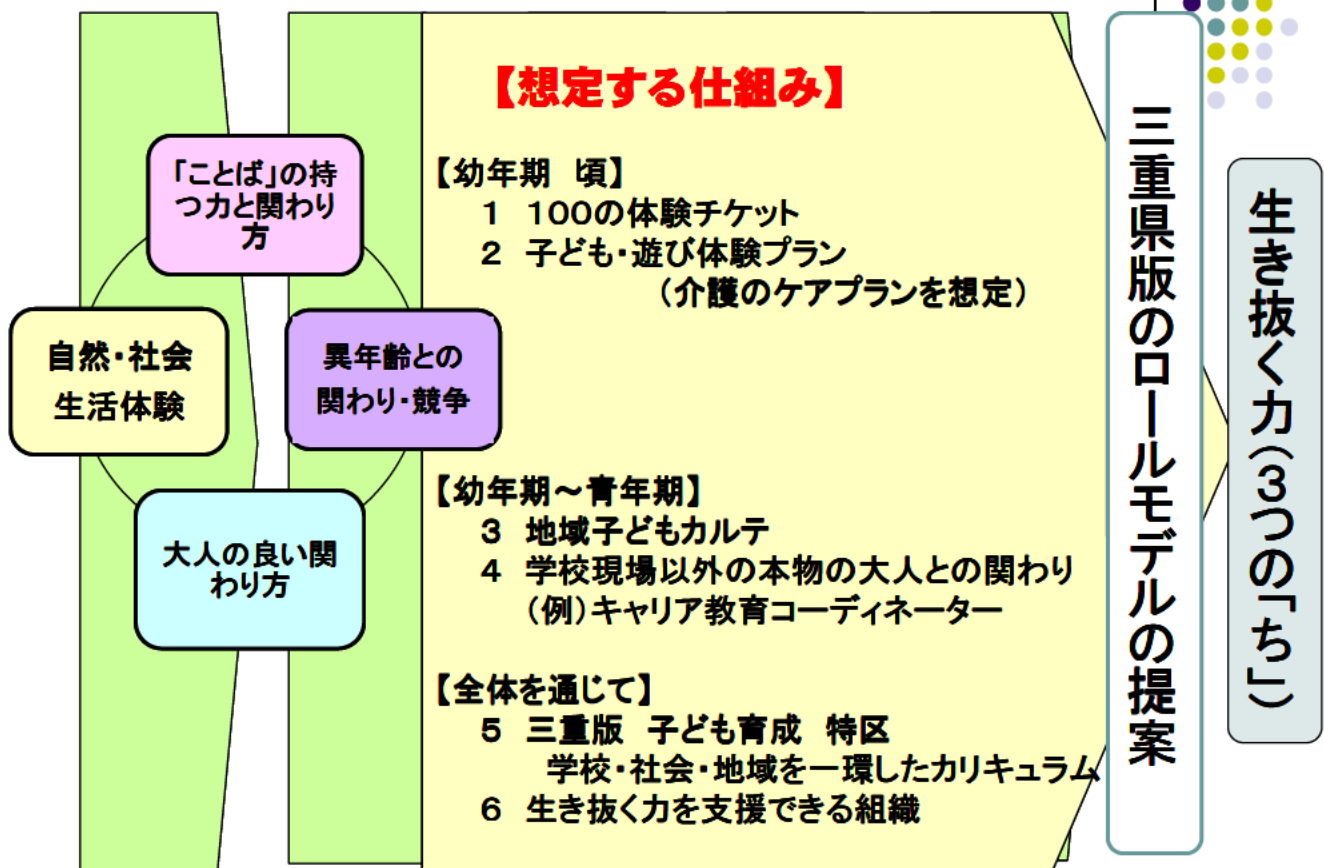 「ことば」の持
つ力と関わり
方
自然・社会
生活体験
異年齢との
関わり・競争
大人の良い関
わり方
【想定する仕組み】
【幼年期　頃】
１　１００の体験チケット
２　子ども・遊び体験プラン
（介護のケアプランを想定）
【幼年期～青年期】
３　地域子どもカルテ
４　学校現場以外の本物の大人との関わり
（例）キャリア教育コーディネーター
【全体を通じて】
５　三重版　子ども育成　特区
学校・社会・地域を一環したカリキュラム
６　生き抜く力を支援できる組織
三重県版のロールモデルの提案
生き抜く力（３つの「ち」）